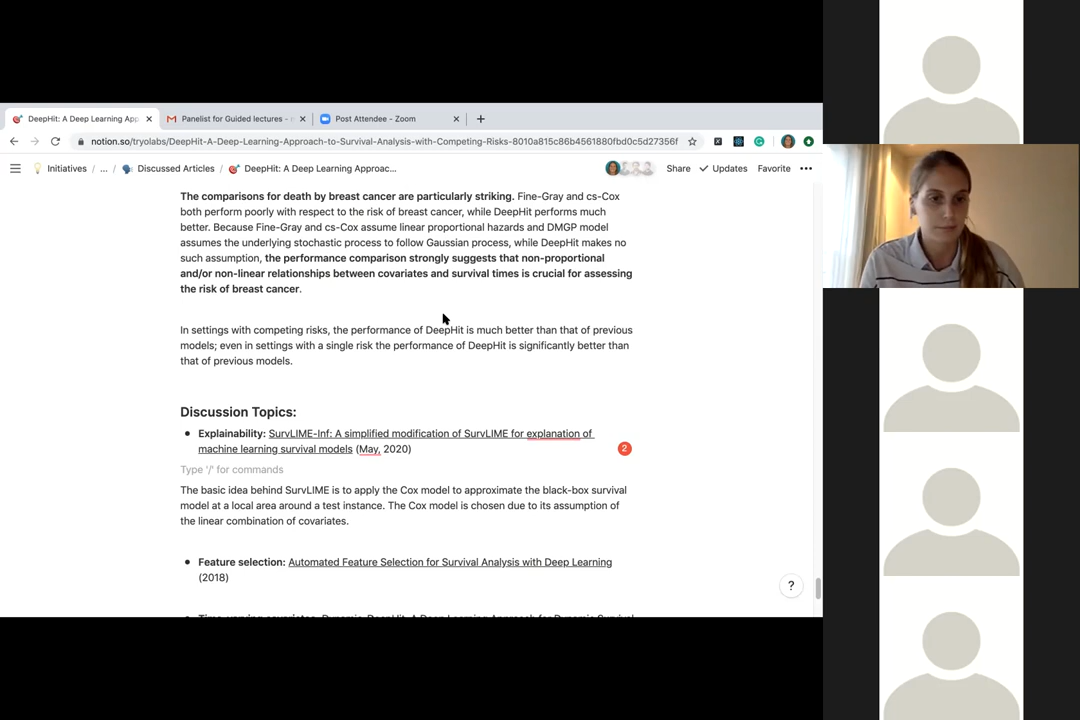 DeepHit: A Deep Learning App
Panelist for Guided lectures -
Post Attendee - Zoom
notion.so/tryolabs/DeepHit-A-Deep-Learning-Approach-to-Survival-Analysis-with-Competing-Risks-8010a815c86b4561880fbd0c5d27356f
Initiatives / ... / Discussed Articles / DeepHit: A Deep Learning Approac...
Share Updates Favorite
The comparisons for death by breast cancer are particularly striking. Fine-Gray and cs-Cox
both perform poorly with respect to the risk of breast cancer, while DeepHit performs much
better. Because Fine-Gray and cs-Cox assume linear proportional hazards and DMGP model
assumes the underlying stochastic process to follow Gaussian process, while DeepHit makes no
such assumption, the performance comparison strongly suggests that non-proportional
and/or non-linear relationships between covariates and survival times is crucial for assessing
the risk of breast cancer.
In settings with competing risks, the performance of DeepHit is much better than that of previous
models; even in settings with a single risk the performance of DeepHit is significantly better than
that of previous models.
Discussion Topics:
Explainability: SurvLIME-Inf: A simplified modification of SurvLIME for explanation of
machine learning survival models (May, 2020)
2
Type '/' for commands
The basic idea behind SurvLIME is to apply the Cox model to approximate the black-box survival
model at a local area around a test instance. The Cox model is chosen due to its assumption of
the linear combination of covariates.
Feature selection: Automated Feature Selection for Survival Analysis with Deep Learning
(2018)
?
Time-varying covariates: Dynamic-DeepHit: A Deep Learning Approach for Dynamic Survival